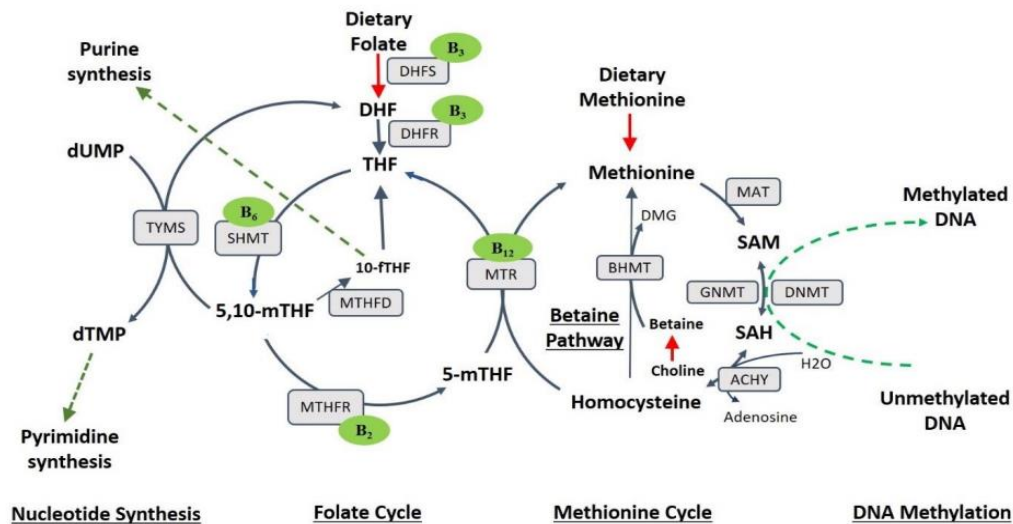 Dietary
Folate
B3
DHFS
Purine
synthesis
DHF
B3
DHFR
THF
dUMP
TYMS
B6
SHMT
10-fTHF
MTHFD
5,10-mTHF
dTMP
MTHFR
B2
5-mTHF
Pyrimidine
synthesis
B12
MTR
Dietary
Methionine
Methionine
MAT
DMG
BHMT
SAM
GNMT
DNMT
Betaine
Pathway
Betaine
Choline
SAH
H2O
ACHY
Adenosine
Homocysteine
Methylated
DNA
Unmethylated
DNA
Nucleotide Synthesis
Folate Cycle
Methionine Cycle
DNA Methylation